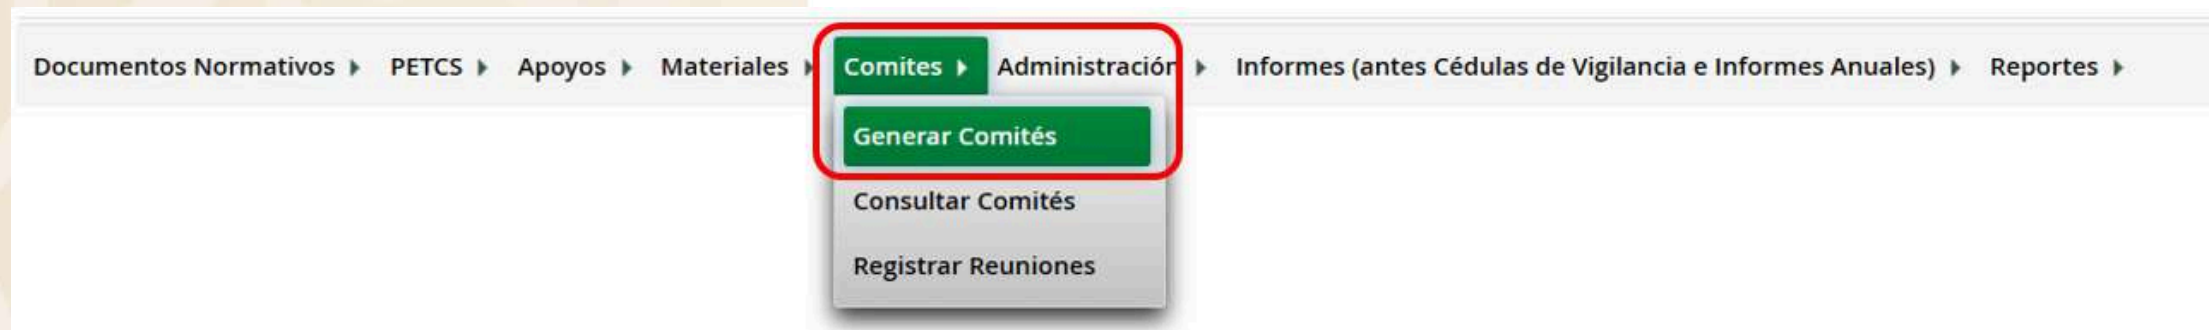 Documentos Normativos PETCS Apoyos Materiales Comites Administración Informes (antes Cédulas de Vigilancia e Informes Anuales) Reportes
Generar Comités
Consultar Comités
Registrar Reuniones